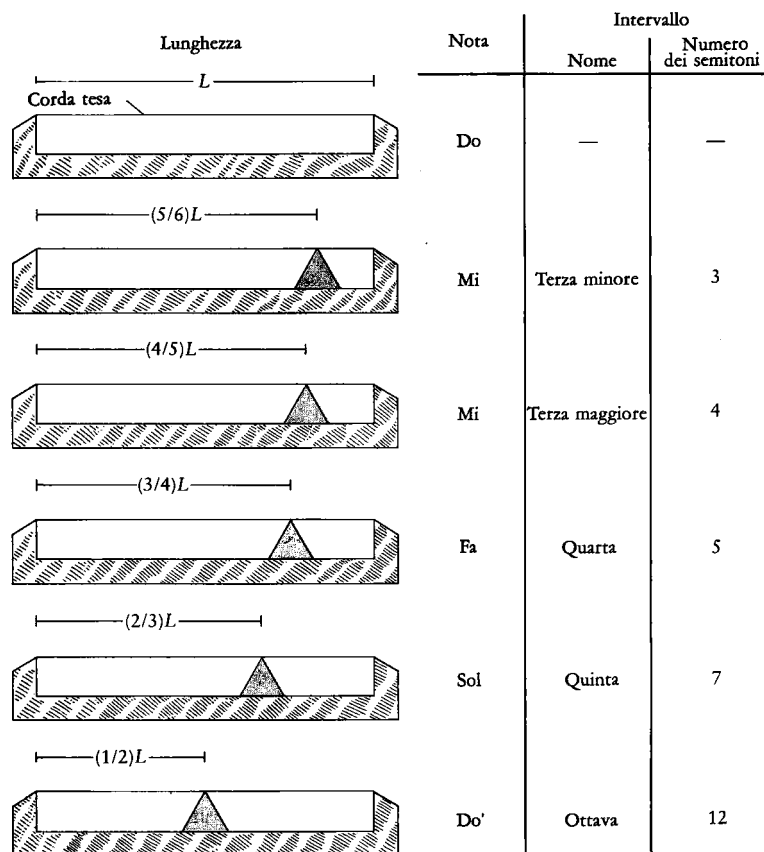 Lunghezza
Nota
Intervallo
Nome
Numero
dei semitoni
L
Corda tesa
Do
—
—
(5/6)L
Mi
Terza minore
3
(4/5)L
Mi
Terza maggiore
4
(3/4)L
Fa
Quarta
5
(2/3)L
Sol
Quinta
7
(1/2)L
Do'
Ottava
12